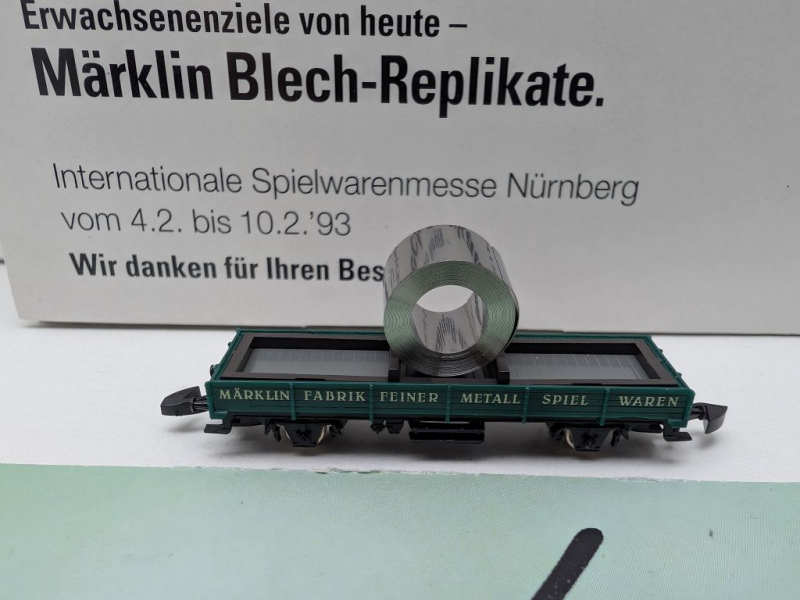 Erwachsenenziele von heute –
Märklin Blech-Replikate.
Internationale Spielwarenmesse Nürnberg
vom 4.2. bis 10.2.'93
Wir danken für Ihren Bes
MÄRKLIN FABRIK FEINER METALL SPIEL WAREN